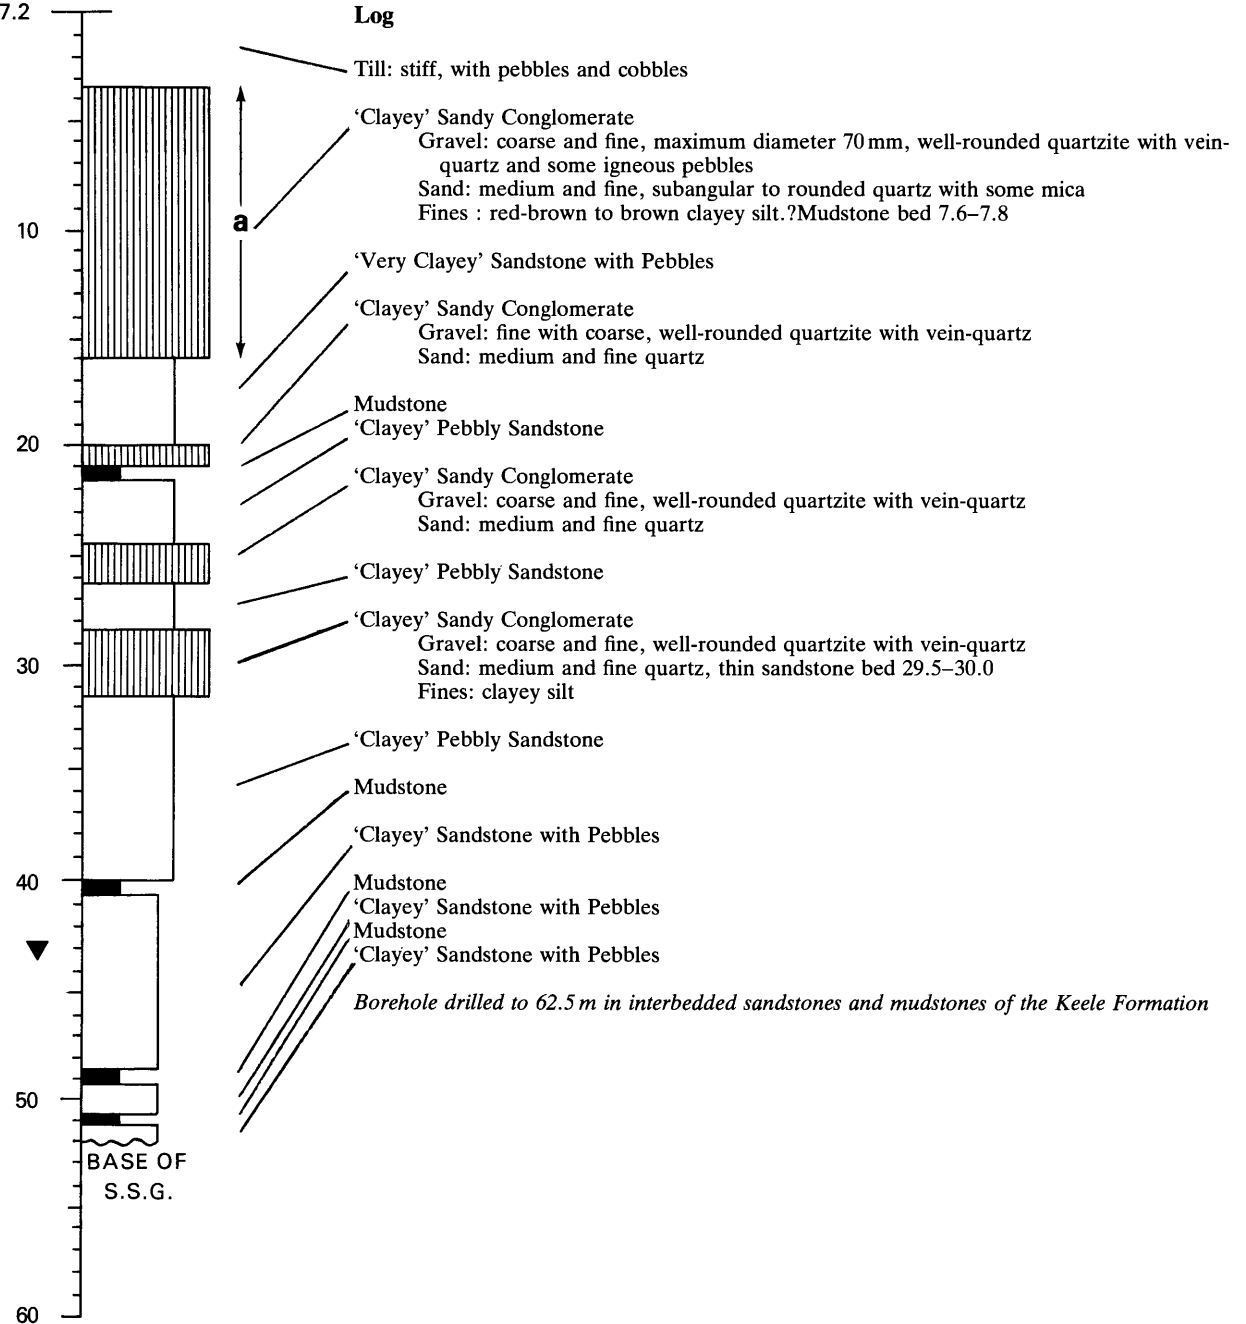 7.2
Log
Till: stiff, with pebbles and cobbles
‘Clayey’ Sandy Conglomerate
Gravel: coarse and fine, maximum diameter 70 mm, well-rounded quartzite with vein-
quartz and some igneous pebbles
Sand: medium and fine, subangular to rounded quartz with some mica
Fines : red-brown to brown clayey silt.?Mudstone bed 7.6–7.8
a
10
‘Very Clayey’ Sandstone with Pebbles
‘Clayey’ Sandy Conglomerate
Gravel: fine with coarse, well-rounded quartzite with vein-quartz
Sand: medium and fine quartz
Mudstone
‘Clayey’ Pebbly Sandstone
20
‘Clayey’ Sandy Conglomerate
Gravel: coarse and fine, well-rounded quartzite with vein-quartz
Sand: medium and fine quartz
‘Clayey’ Pebbly Sandstone
‘Clayey’ Sandy Conglomerate
Gravel: coarse and fine, well-rounded quartzite with vein-quartz
30
Sand: medium and fine quartz, thin sandstone bed 29.5–30.0
Fines: clayey silt
‘Clayey’ Pebbly Sandstone
Mudstone
‘Clayey’ Sandstone with Pebbles
40
Mudstone
‘Clayey’ Sandstone with Pebbles
Mudstone
‘Clayey’ Sandstone with Pebbles
Borehole drilled to 62.5 m in interbedded sandstones and mudstones of the Keele Formation
50
BASE OF
S.S.G.
60